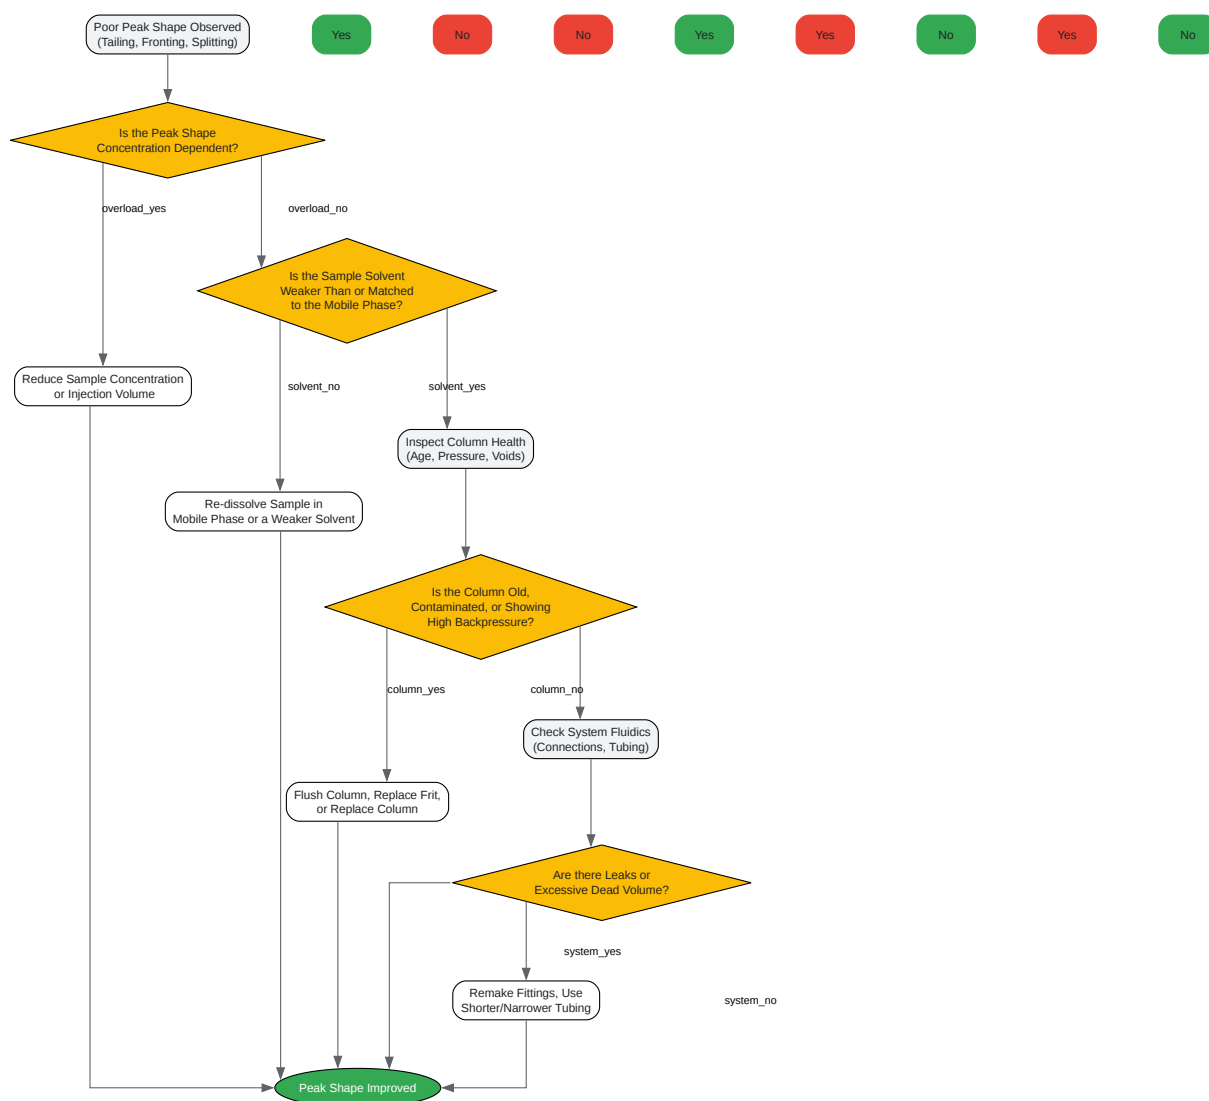 Poor Peak Shape Observed
(Tailing, Fronting, Splitting)
Yes
No
No
Yes
Yes
No
Yes
No
Is the Peak Shape
Concentration Dependent?
overload_yes
overload_no
Is the Sample Solvent
Weaker Than or Matched
to the Mobile Phase?
Reduce Sample Concentration
or Injection Volume
solvent_no
solvent_yes
Inspect Column Health
(Age, Pressure, Voids)
Re-dissolve Sample in
Mobile Phase or a Weaker Solvent
Is the Column Old,
Contaminated, or Showing
High Backpressure?
column_yes
column_no
Check System Fluidics
(Connections, Tubing)
Flush Column, Replace Frit,
or Replace Column
Are there Leaks or
Excessive Dead Volume?
system_yes
Remake Fittings, Use
Shorter/Narrower Tubing
system_no
Peak Shape Improved